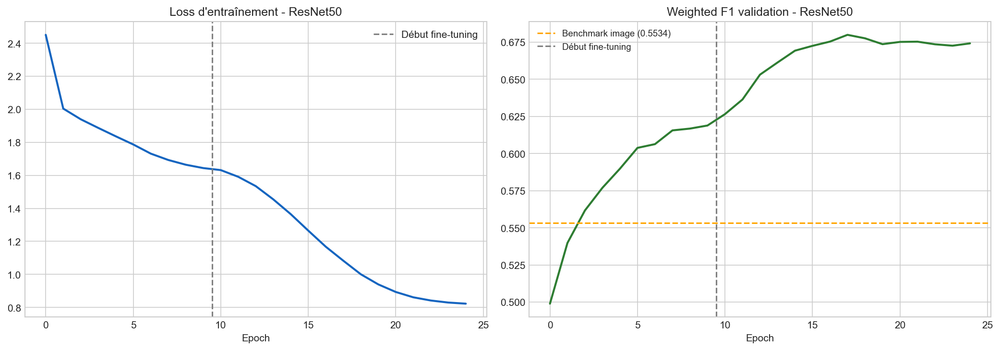 Loss d'entraînement - ResNet50
Début fine-tuning
2.4
2.2
2.0
1.8
1.6
1.4
1.2
1.0
0.8
0 5 10 15 20 25
Epoch
Weighted F1 validation - ResNet50
Benchmark image (0.5534)
Début fine-tuning
0.675
0.650
0.625
0.600
0.575
0.550
0.525
0.500
0 5 10 15 20 25
Epoch